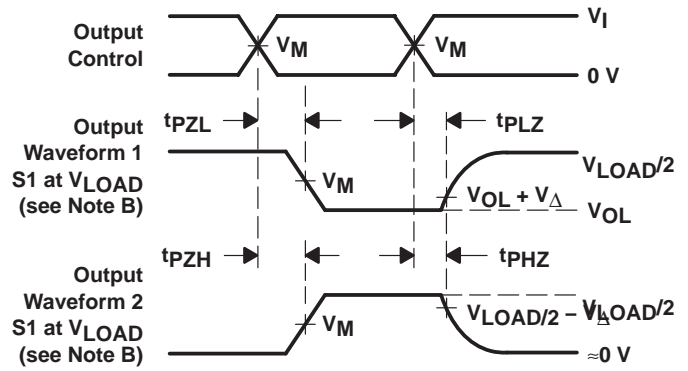 Output
Control
VM
VM
VI
0 V
tPZL
tPLZ
Output
Waveform 1
S1 at VLOAD
(see Note B)
VM
VLOAD/2
VOL + VΔ
VOL
tPZH
tPHZ
Output
Waveform 2
S1 at VLOAD
(see Note B)
VM
VLOAD/2
VLOAD/2 – VΔ
≈0 V